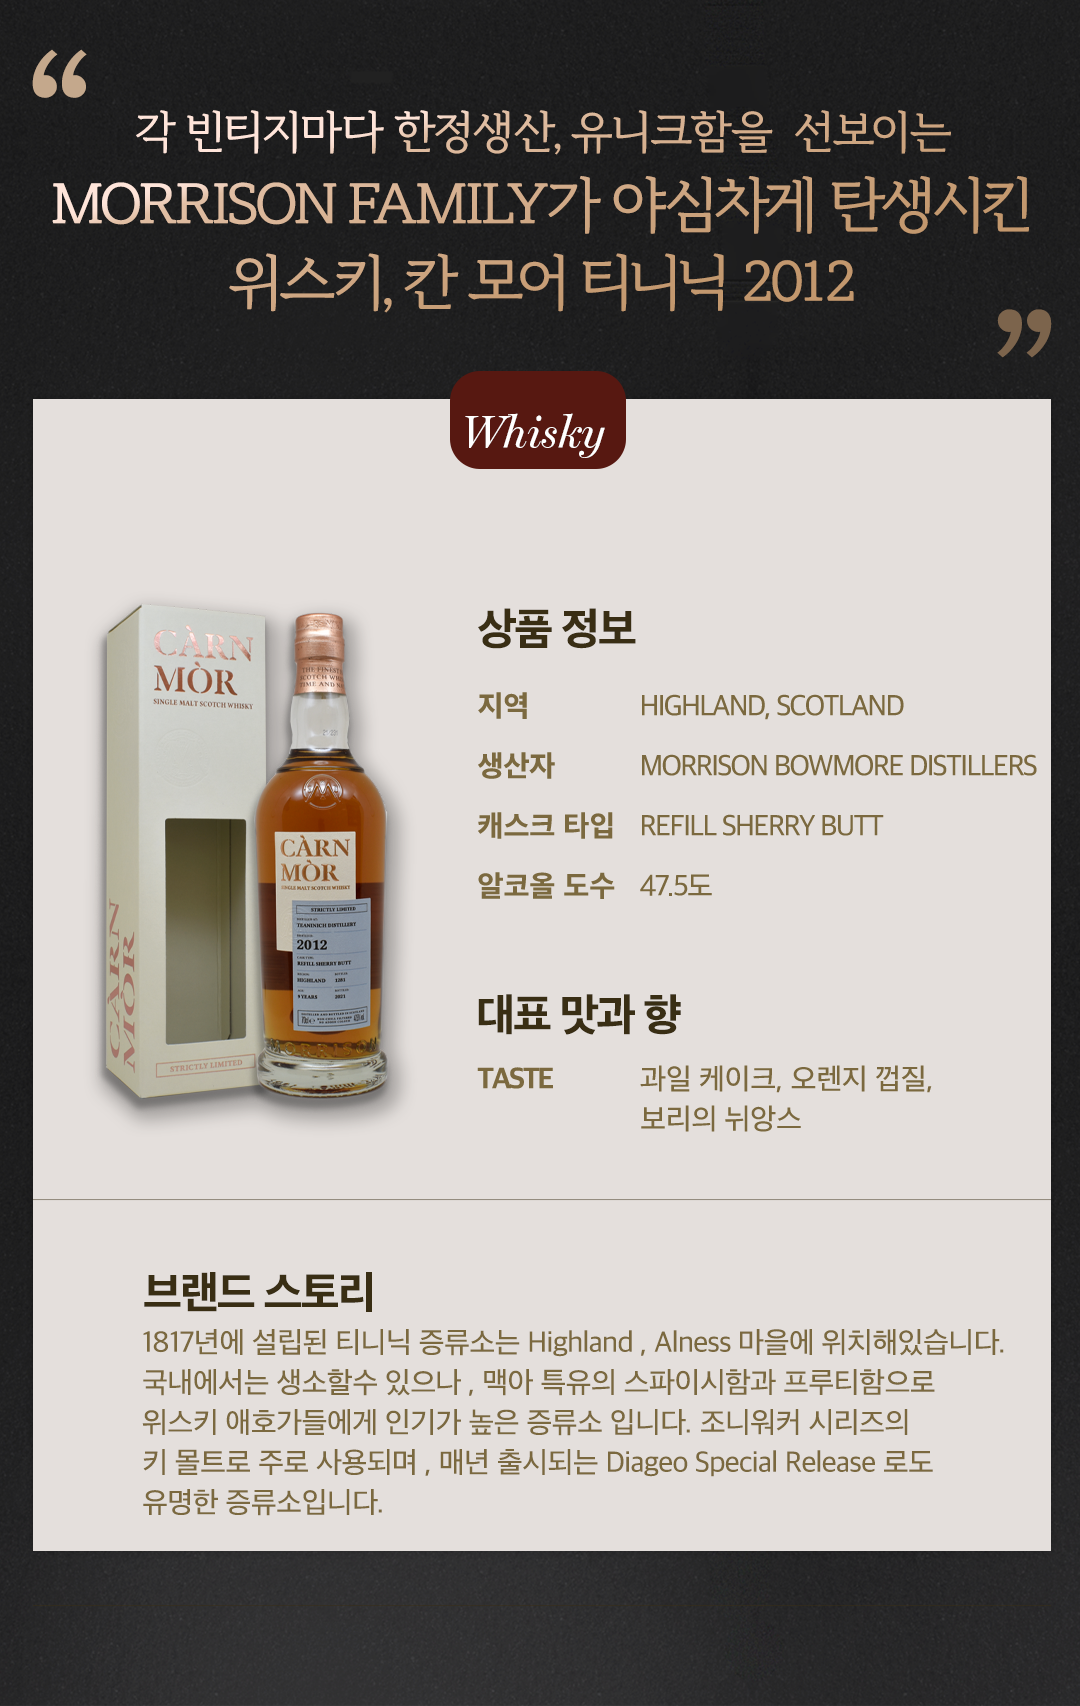 “
각 빈티지마다 한정생산, 유니크함을 선보이는
MORRISON FAMILY가 야심차게 탄생시킨
위스키, 칸 모어 티니닉 2012
”
Whisky
CÀRN
MÒR
SINGLE MALT SCOTCH WHISKY
CÀRN
MÒR
STRICTLY LIMITED
CÀRN
MÒR
SINGLE MALT SCOTCH WHISKY
STRICTLY LIMITED
TEANINICH DISTILLERY
2012
REFILL SHERRY BUTT
HIGHLAND
9 YEARS
2021
상품 정보
지역 HIGHLAND, SCOTLAND
생산자 MORRISON BOWMORE DISTILLERS
캐스크 타입 REFILL SHERRY BUTT
알코올 도수 47.5도
대표 맛과 향
TASTE 과일 케이크, 오렌지 껍질,
보리의 뉘앙스
브랜드 스토리
1817년에 설립된 티니닉 증류소는 Highland , Alness 마을에 위치해있습니다.
국내에서는 생소할수 있으나 , 맥아 특유의 스파이시함과 프루티함으로
위스키 애호가들에게 인기가 높은 증류소 입니다. 조니워커 시리즈의
키 몰트로 주로 사용되며 , 매년 출시되는 Diageo Special Release 로도
유명한 증류소입니다.